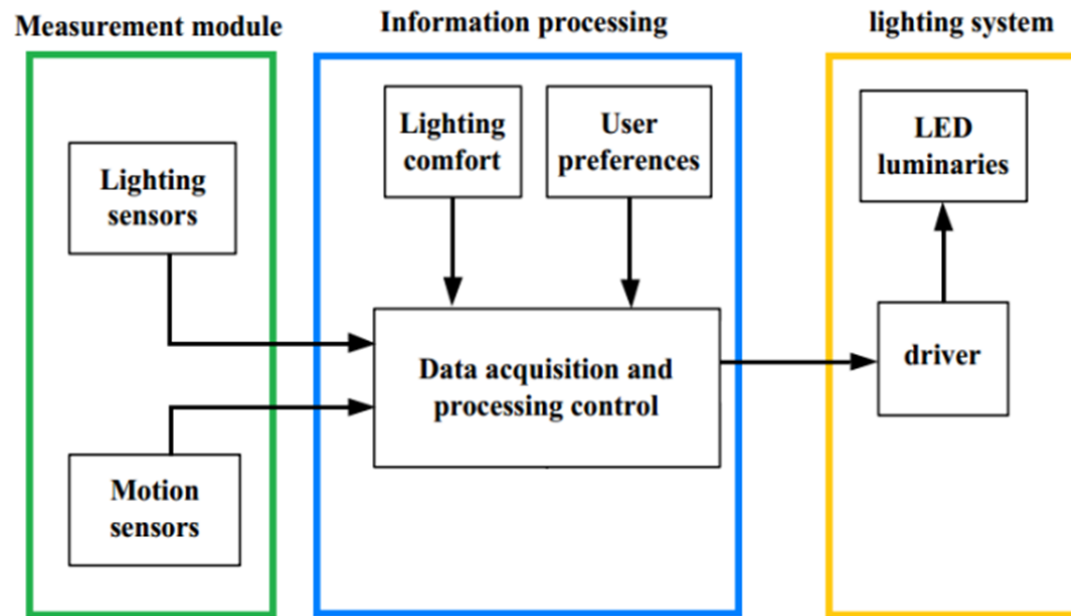 Measurement module
Information processing
lighting system
Lighting
sensors
Motion
sensors
Lighting
comfort
User
preferences
Data acquisition and
processing control
LED
luminaries
driver